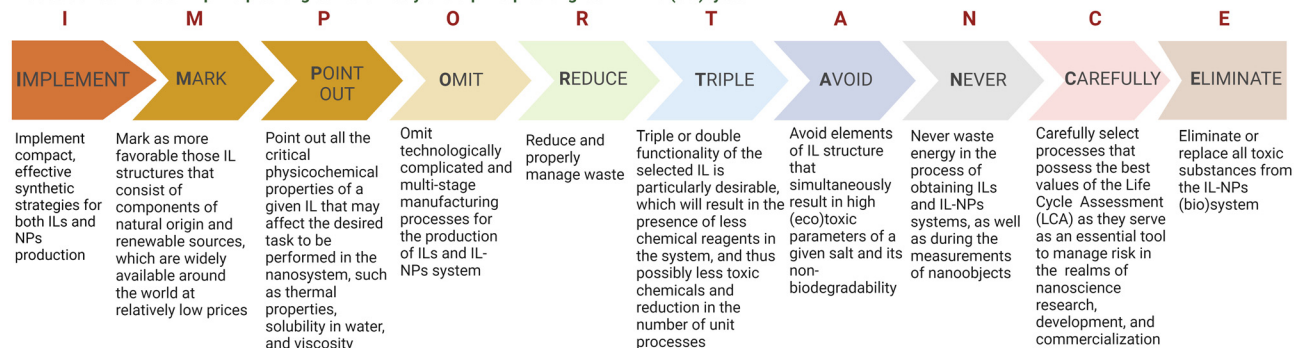 I M P O R T A N C E
IMPLEMENT
MARK
POINT
OUT
OMIT
REDUCE
TRIPLE
AVOID
NEVER
CAREFULLY
ELIMINATE
Implement
compact,
effective
synthetic
strategies for
both ILs and
NPs
production
Mark as more
favorable those IL
structures that
consist of
components of
natural origin and
renewable sources,
which are widely
available around
the world at
relatively low prices
Point out all the
critical
physicochemical
properties of a
given IL that may
affect the desired
task to be
performed in the
nanosystem, such
as thermal
properties,
solubility in water,
and viscosity
Omit
technologically
complicated and
multi-stage
manufacturing
processes for
the production
of ILs and IL-
NPs system
Reduce and
properly
manage waste
Triple or double
functionality of the
selected IL is
particularly desirable,
which will result in the
presence of less
chemical reagents in
the system, and thus
possibly less toxic
chemicals and
reduction in the
number of unit
processes
Avoid elements
of IL structure
that
simultaneously
result in high
(eco)toxic
parameters of a
given salt and its
non-
biodegradability
Never waste
energy in the
process of
obtaining ILs
and IL-NPs
systems, as well
as during the
measurements
of nanoobjects
Carefully select
processes that
possess the best
values of the Life
Cycle Assessment
(LCA) as they serve
as an essential tool
to manage risk in
the realms of
nanoscience
research,
development, and
commercialization
Eliminate or
replace all toxic
substances from
the IL-NPs
(bio)system